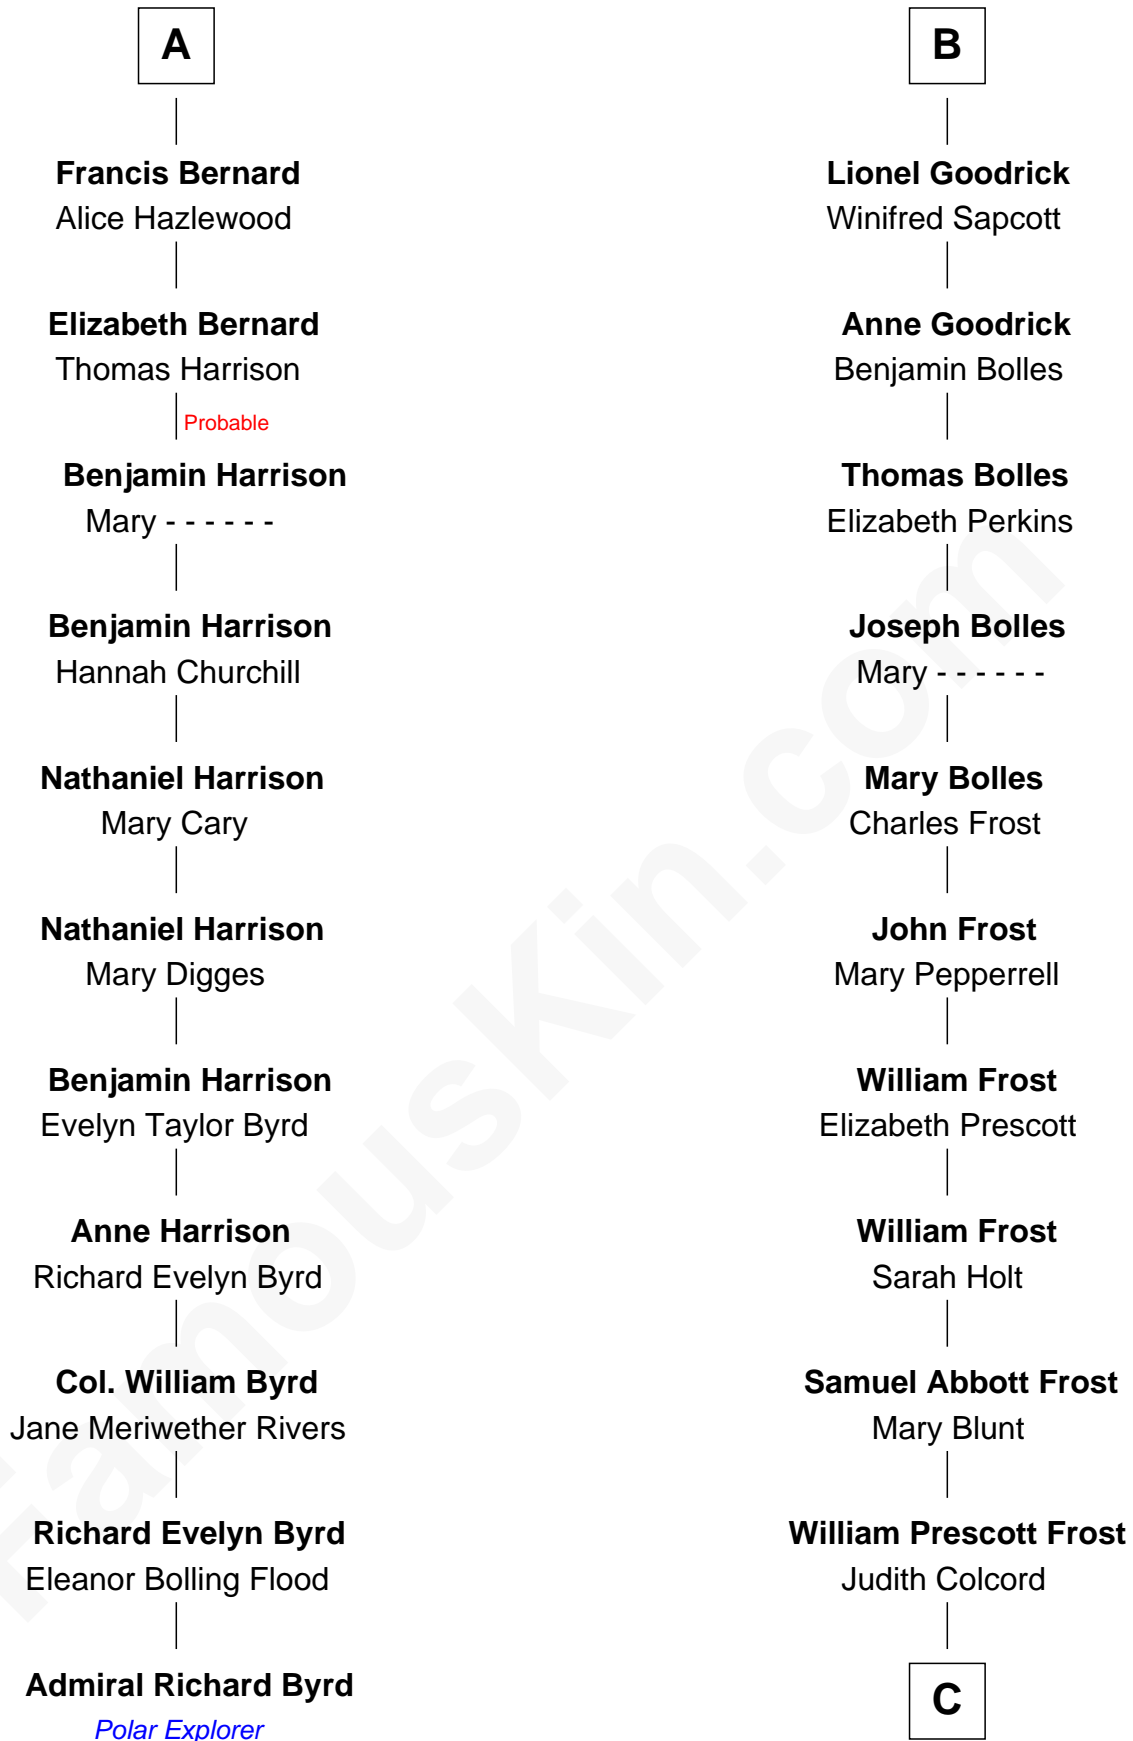 A
Francis Bernard
Alice Hazlewood
Elizabeth Bernard
Thomas Harrison
Probable
Benjamin Harrison
Mary - - - - - -
Benjamin Harrison
Hannah Churchill
Nathaniel Harrison
Mary Cary
Nathaniel Harrison
Mary Digges
Benjamin Harrison
Evelyn Taylor Byrd
Anne Harrison
Richard Evelyn Byrd
Col. William Byrd
Jane Meriwether Rivers
Richard Evelyn Byrd
Eleanor Bolling Flood
Admiral Richard Byrd
Polar Explorer
B
Lionel Goodrick
Winifred Sapcott
Anne Goodrick
Benjamin Bolles
Thomas Bolles
Elizabeth Perkins
Joseph Bolles
Mary - - - - - -
Mary Bolles
Charles Frost
John Frost
Mary Pepperrell
William Frost
Elizabeth Prescott
William Frost
Sarah Holt
Samuel Abbott Frost
Mary Blunt
William Prescott Frost
Judith Colcord
C
FamousKin.com